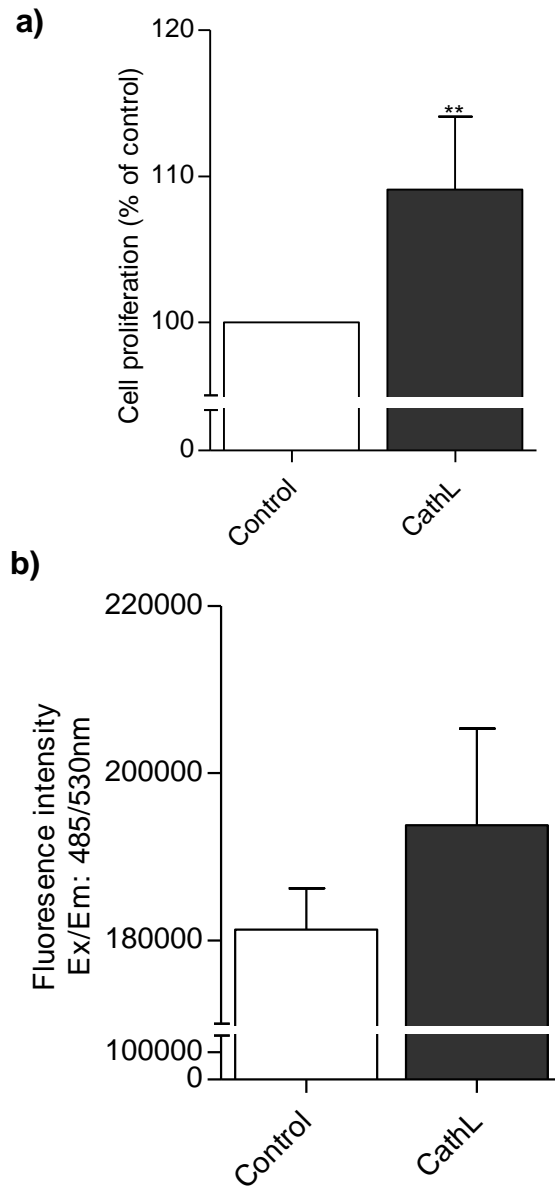 a)
120
110
100
0
Cell proliferation (% of control)
**
Control
CathL
b)
220000
200000
180000
100000
0
Fluoresence intensity
Ex/Em: 485/530nm
Control
CathL